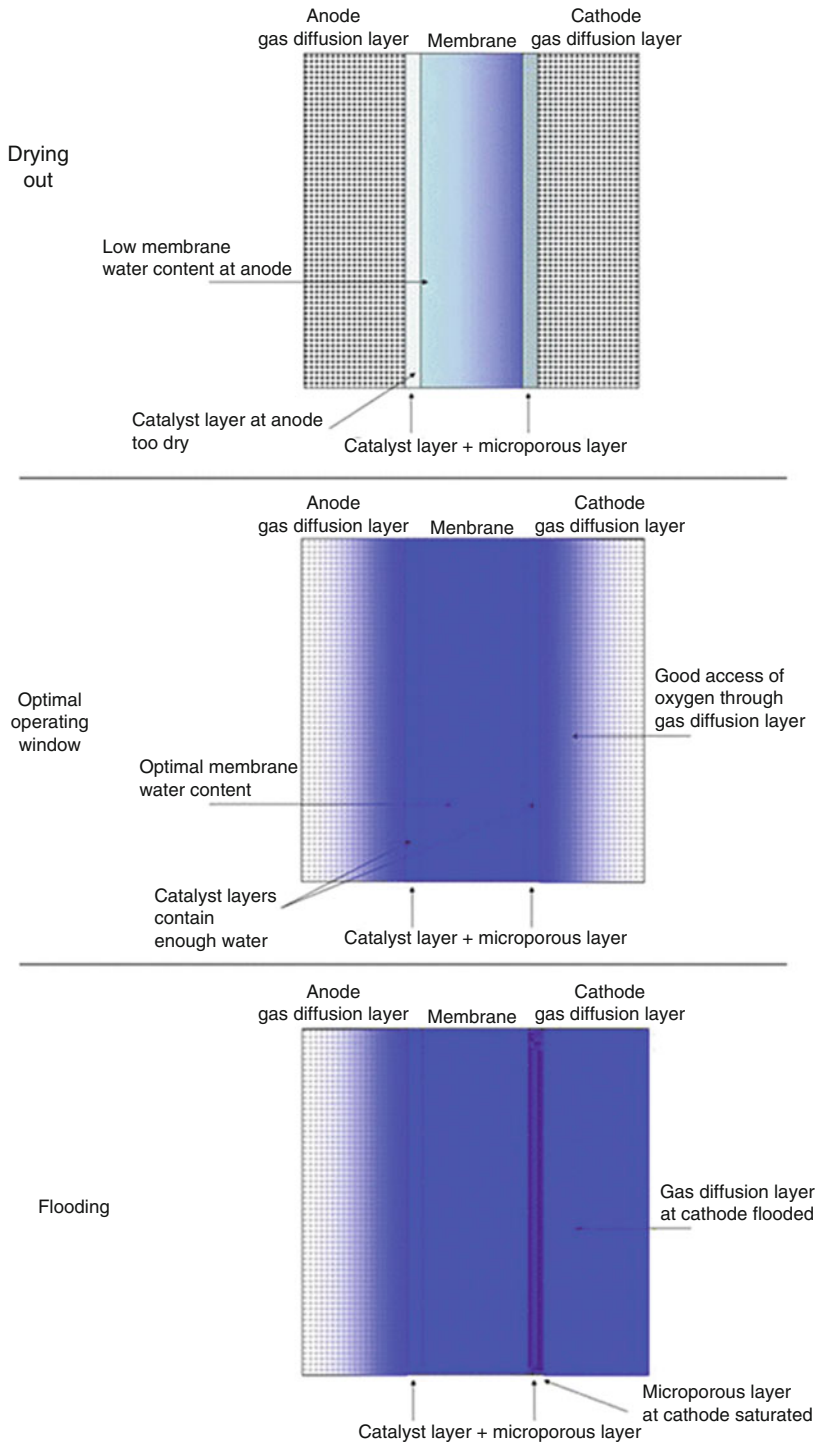 Anode
gas diffusion layer
Membrane
Cathode
gas diffusion layer
Drying
out
Low membrane
water content at anode
Catalyst layer at anode
too dry
Catalyst layer + microporous layer
Anode
gas diffusion layer
Menbrane
Cathode
gas diffusion layer
Optimal
operating
window
Good access of
oxygen through
gas diffusion layer
Optimal membrane
water content
Catalyst layers
contain
enough water
Catalyst layer + microporous layer
Anode
gas diffusion layer
Membrane
Cathode
gas diffusion layer
Flooding
Gas diffusion layer
at cathode flooded
Microporous layer
at cathode saturated
Catalyst layer + microporous layer